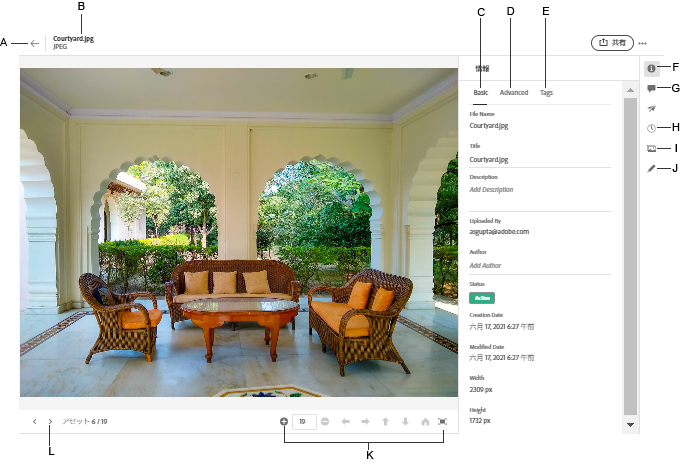 B
C
D
E
A
Courtyard.jpg
JPEG
共有
情報
F
Basic
Advanced
Tags
G
File Name
Courtyard.jpg
H
Title
I
Courtyard.jpg
J
Description
Add Description
Uploaded By
asgupta@adobe.com
Author
Add Author
Status
Active
Creation Date
六月 17, 2021 6:27 午前
Modified Date
六月 17, 2021 6:27 午前
Width
2309 px
Height
1732 px
アセット 6 / 19
19
L
K